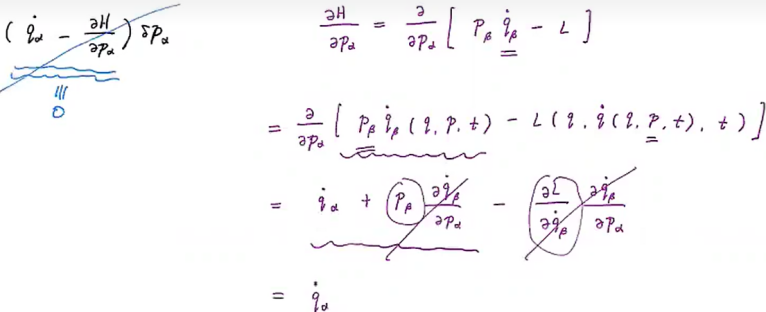 ( q̇_α − ∂H/∂p_α ) δp_α
≡
0
∂H/∂p_α = ∂/∂p_α [ p_β q̇_β − L ]
= ∂/∂p_α [ p_β q̇_β (q, p, t) − L(q, q̇(q, p, t), t) ]
= q̇_α + p_β ∂q̇_β/∂p_α − ∂L/∂q̇_β ∂q̇_β/∂p_α
= q̇_α